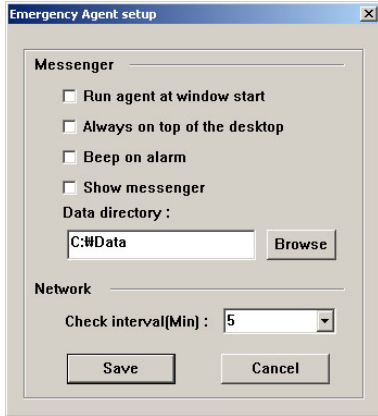 Emergency Agent setup
Messenger
Run agent at window start
Always on top of the desktop
Beep on alarm
Show messenger
Data directory :
C:₩Data Browse
Network
Check interval(Min) : 5
Save Cancel